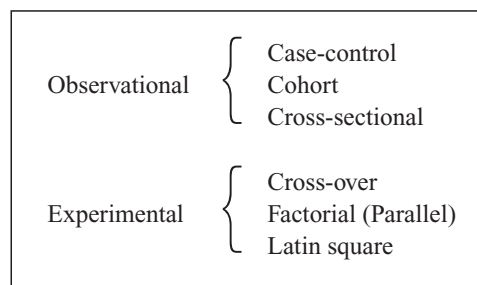 Case-control
Observational
Cohort
Cross-sectional
Cross-over
Experimental
Factorial (Parallel)
Latin square